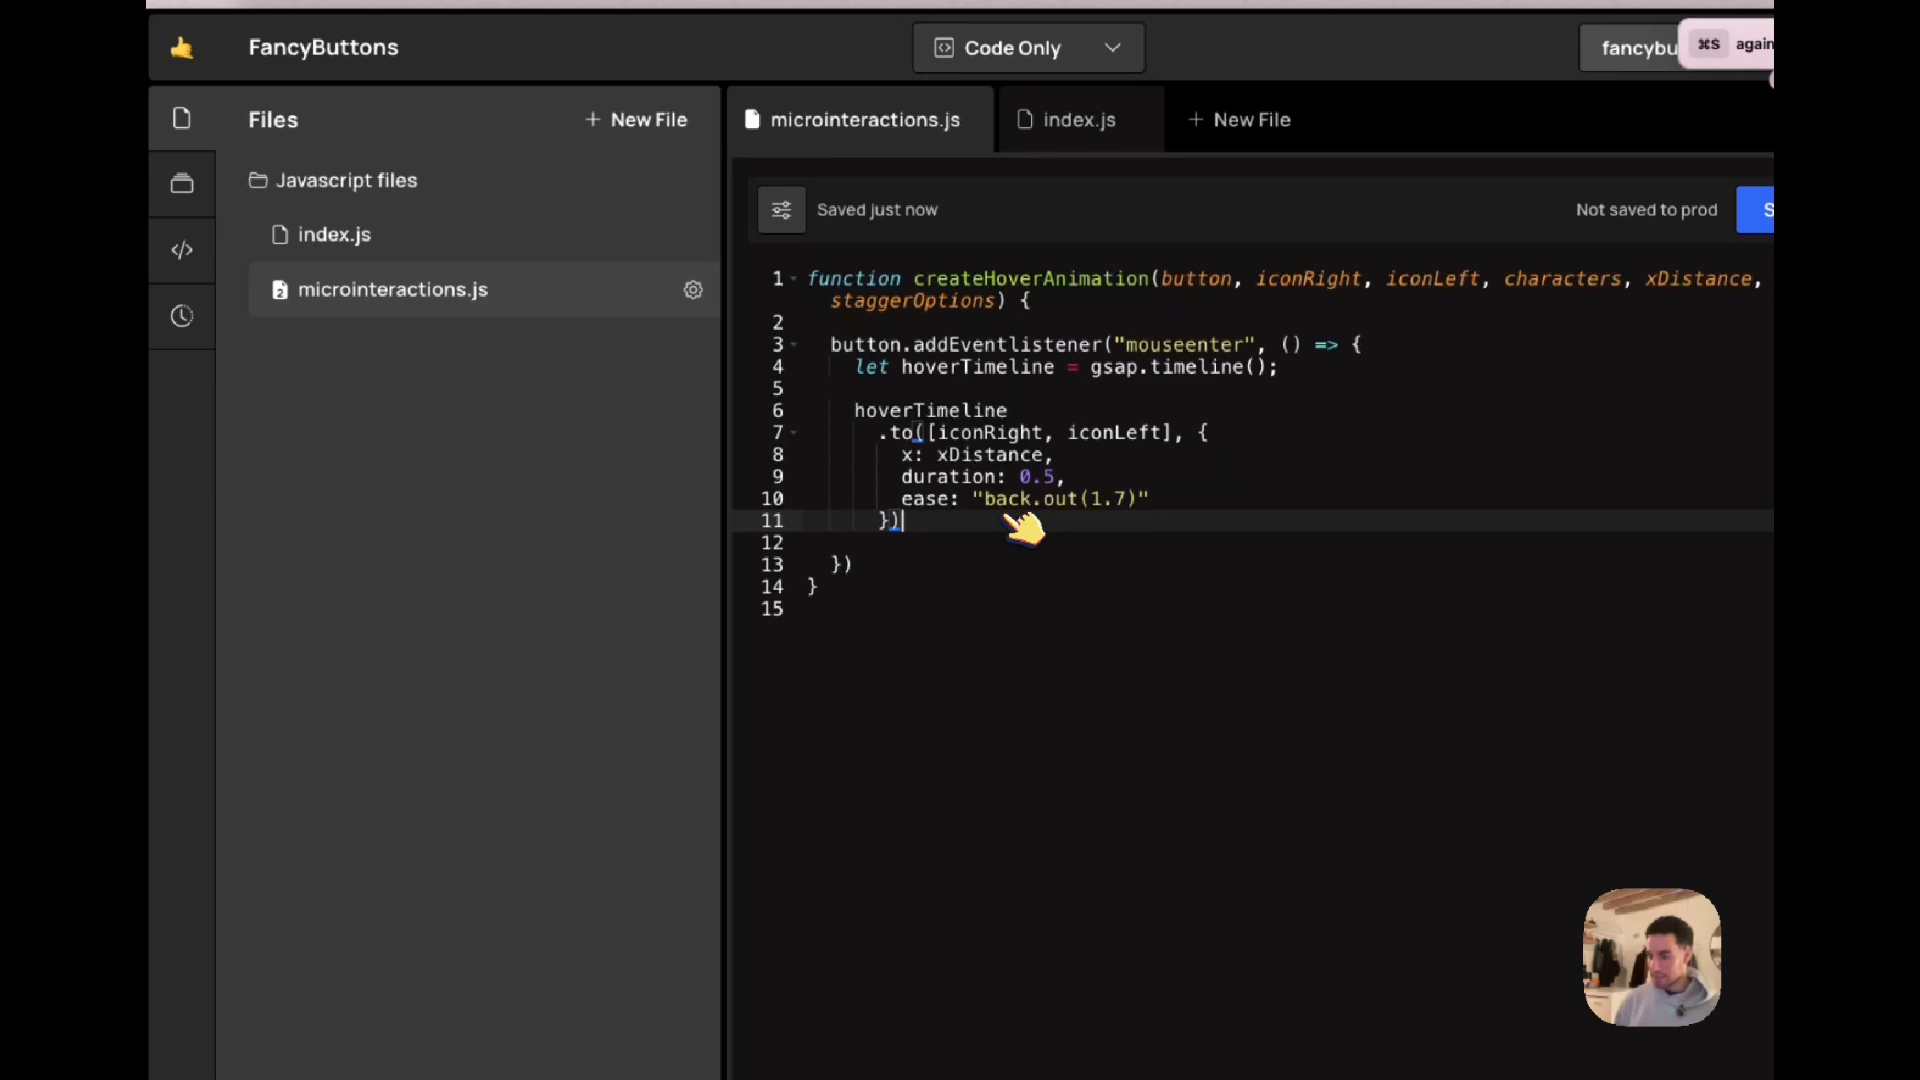 FancyButtons
Code Only
fancybu
⌘S again
Files
+ New File
microinteractions.js
index.js
+ New File
Javascript files
index.js
microinteractions.js
Saved just now
Not saved to prod
S
1 function createHoverAnimation(button, iconRight, iconLeft, characters, xDistance,
staggerOptions) {
2
3 button.addEventlistener("mouseenter", () => {
4 let hoverTimeline = gsap.timeline();
5
6 hoverTimeline
7 .to([iconRight, iconLeft], {
8 x: xDistance,
9 duration: 0.5,
10 ease: "back.out(1.7)"
11 })
12
13 })
14 }
15